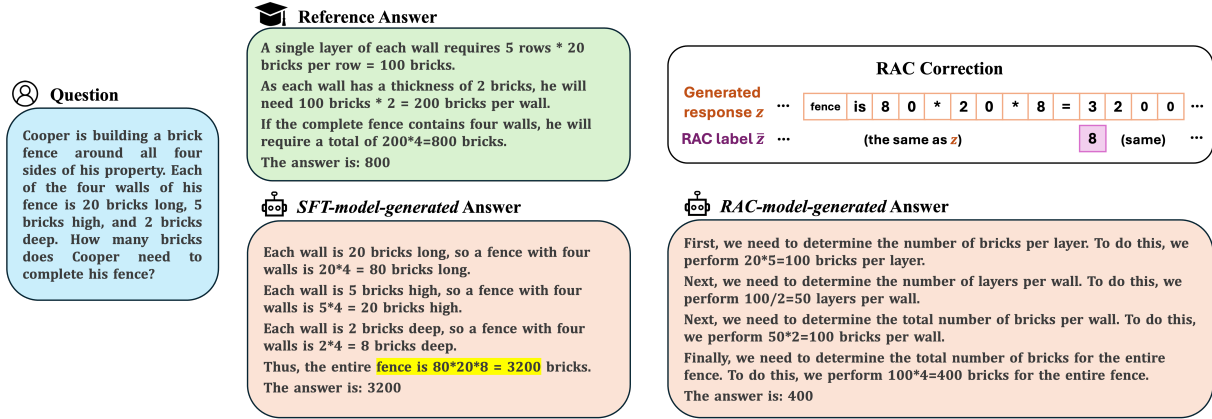 Question
Cooper is building a brick
fence around all four
sides of his property. Each
of the four walls of his
fence is 20 bricks long, 5
bricks high, and 2 bricks
deep. How many bricks
does Cooper need to
complete his fence?
Reference Answer
A single layer of each wall requires 5 rows * 20
bricks per row = 100 bricks.
As each wall has a thickness of 2 bricks, he will
need 100 bricks * 2 = 200 bricks per wall.
If the complete fence contains four walls, he will
require a total of 200*4=800 bricks.
The answer is: 800
SFT-model-generated Answer
Each wall is 20 bricks long, so a fence with four
walls is 20*4 = 80 bricks long.
Each wall is 5 bricks high, so a fence with four
walls is 5*4 = 20 bricks high.
Each wall is 2 bricks deep, so a fence with four
walls is 2*4 = 8 bricks deep.
Thus, the entire fence is 80*20*8 = 3200 bricks.
The answer is: 3200
RAC Correction
Generated
response z ... fence is 8 0 * 2 0 * 8 = 3 2 0 0 ...
RAC label z̄ ... (the same as z) 8 (same) ...
RAC-model-generated Answer
First, we need to determine the number of bricks per layer. To do this, we
perform 20*5=100 bricks per layer.
Next, we need to determine the number of layers per wall. To do this, we
perform 100/2=50 layers per wall.
Next, we need to determine the total number of bricks per wall. To do this,
we perform 50*2=100 bricks per wall.
Finally, we need to determine the total number of bricks for the entire
fence. To do this, we perform 100*4=400 bricks for the entire fence.
The answer is: 400